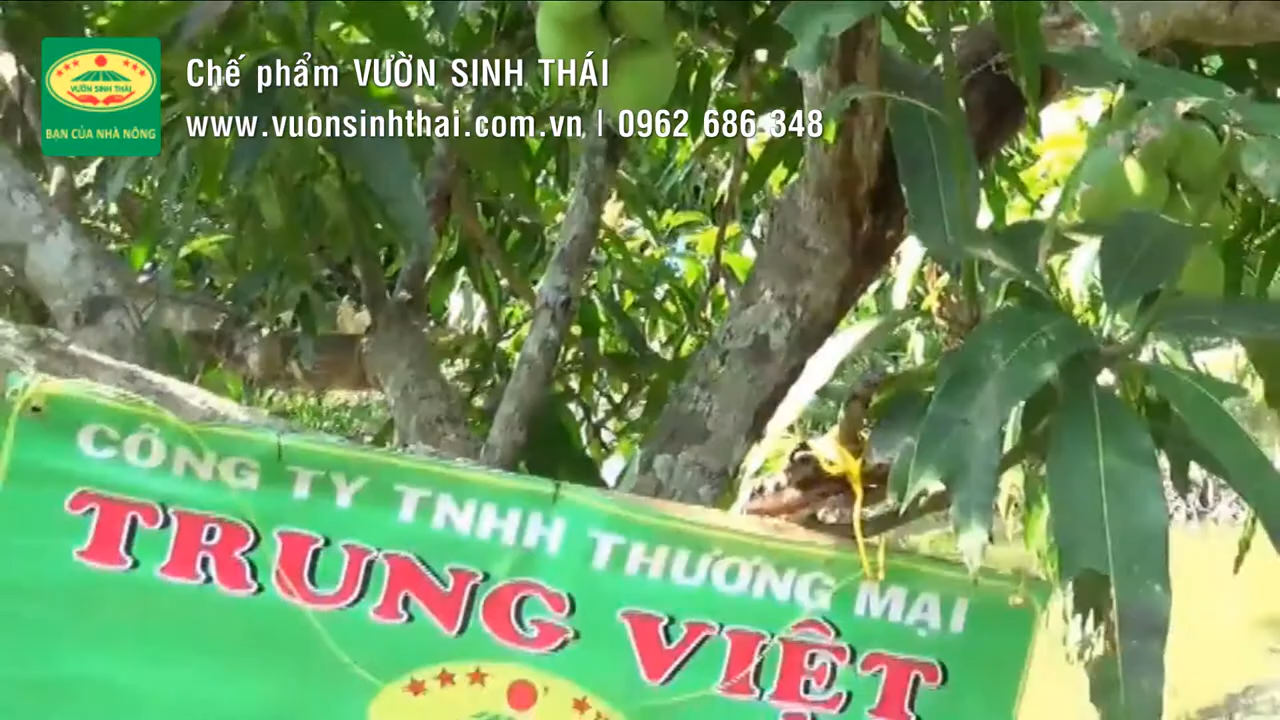 VƯỜN SINH THÁI
BẠN CỦA NHÀ NÔNG
Chế phẩm VƯỜN SINH THÁI
www.vuonsinhthai.com.vn | 0962 686 348
CÔNG TY TNHH THƯƠNG MẠI
TRUNG VIỆT